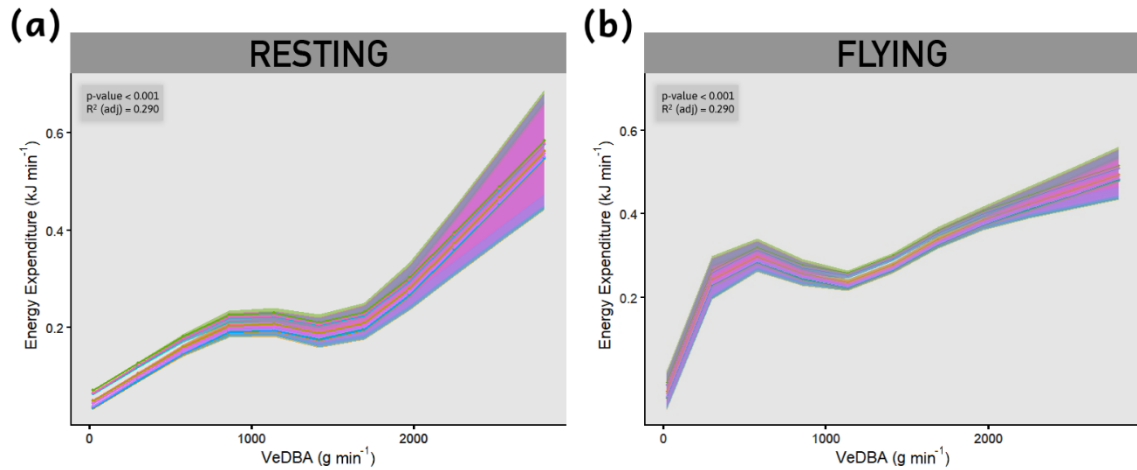 (a)
RESTING
p-value < 0.001
R² (adj) = 0.290
Energy Expenditure (kJ min⁻¹)
0.6
0.4
0.2
0
1000
2000
VeDBA (g min⁻¹)
(b)
FLYING
p-value < 0.001
R² (adj) = 0.290
Energy Expenditure (kJ min⁻¹)
0.6
0.4
0.2
0
1000
2000
VeDBA (g min⁻¹)